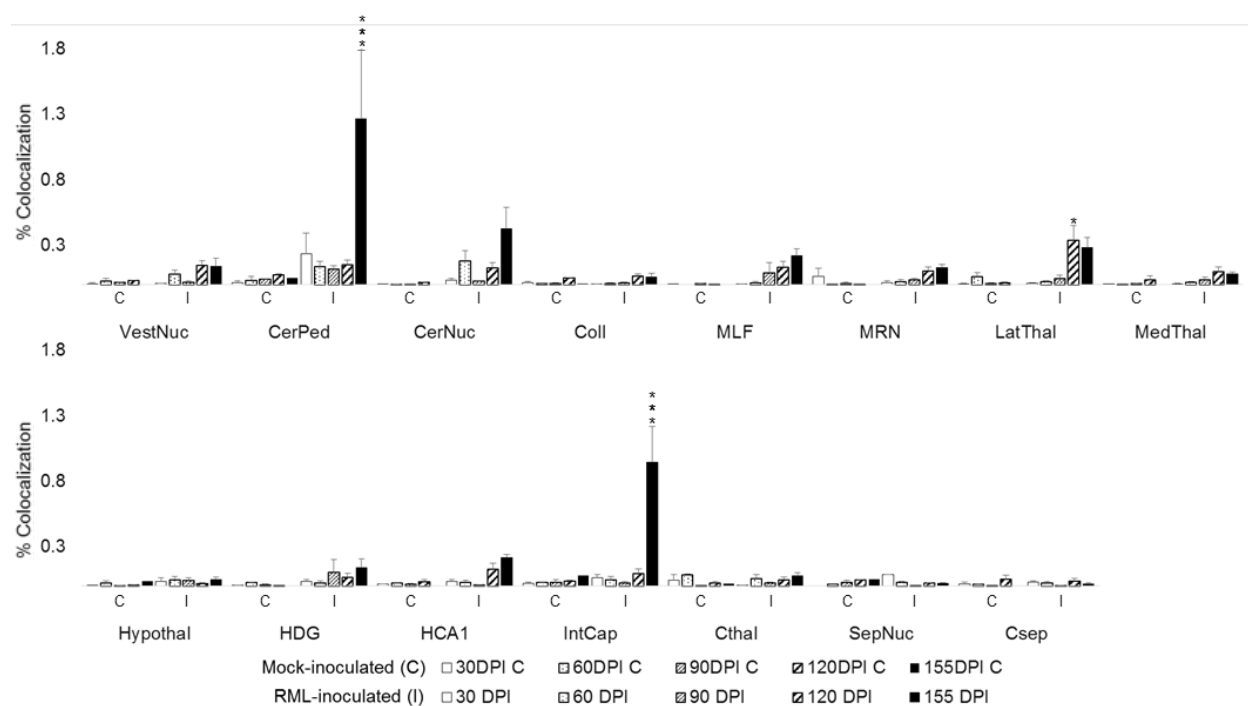 *
*
*
1.8
1.3
0.8
0.3
% Colocalization
*
C I C I C I C I C I C I C I C I
VestNuc CerPed CerNuc Coll MLF MRN LatThal MedThal
1.8
1.3
0.8
0.3
% Colocalization
*
*
*
C I C I C I C I C I C I C I
Hypothal HDG HCA1 IntCap Cthal SepNuc Csep
Mock-inoculated (C) 30DPI C 60DPI C 90DPI C 120DPI C 155DPI C
RML-inoculated (I) 30 DPI 60 DPI 90 DPI 120 DPI 155 DPI